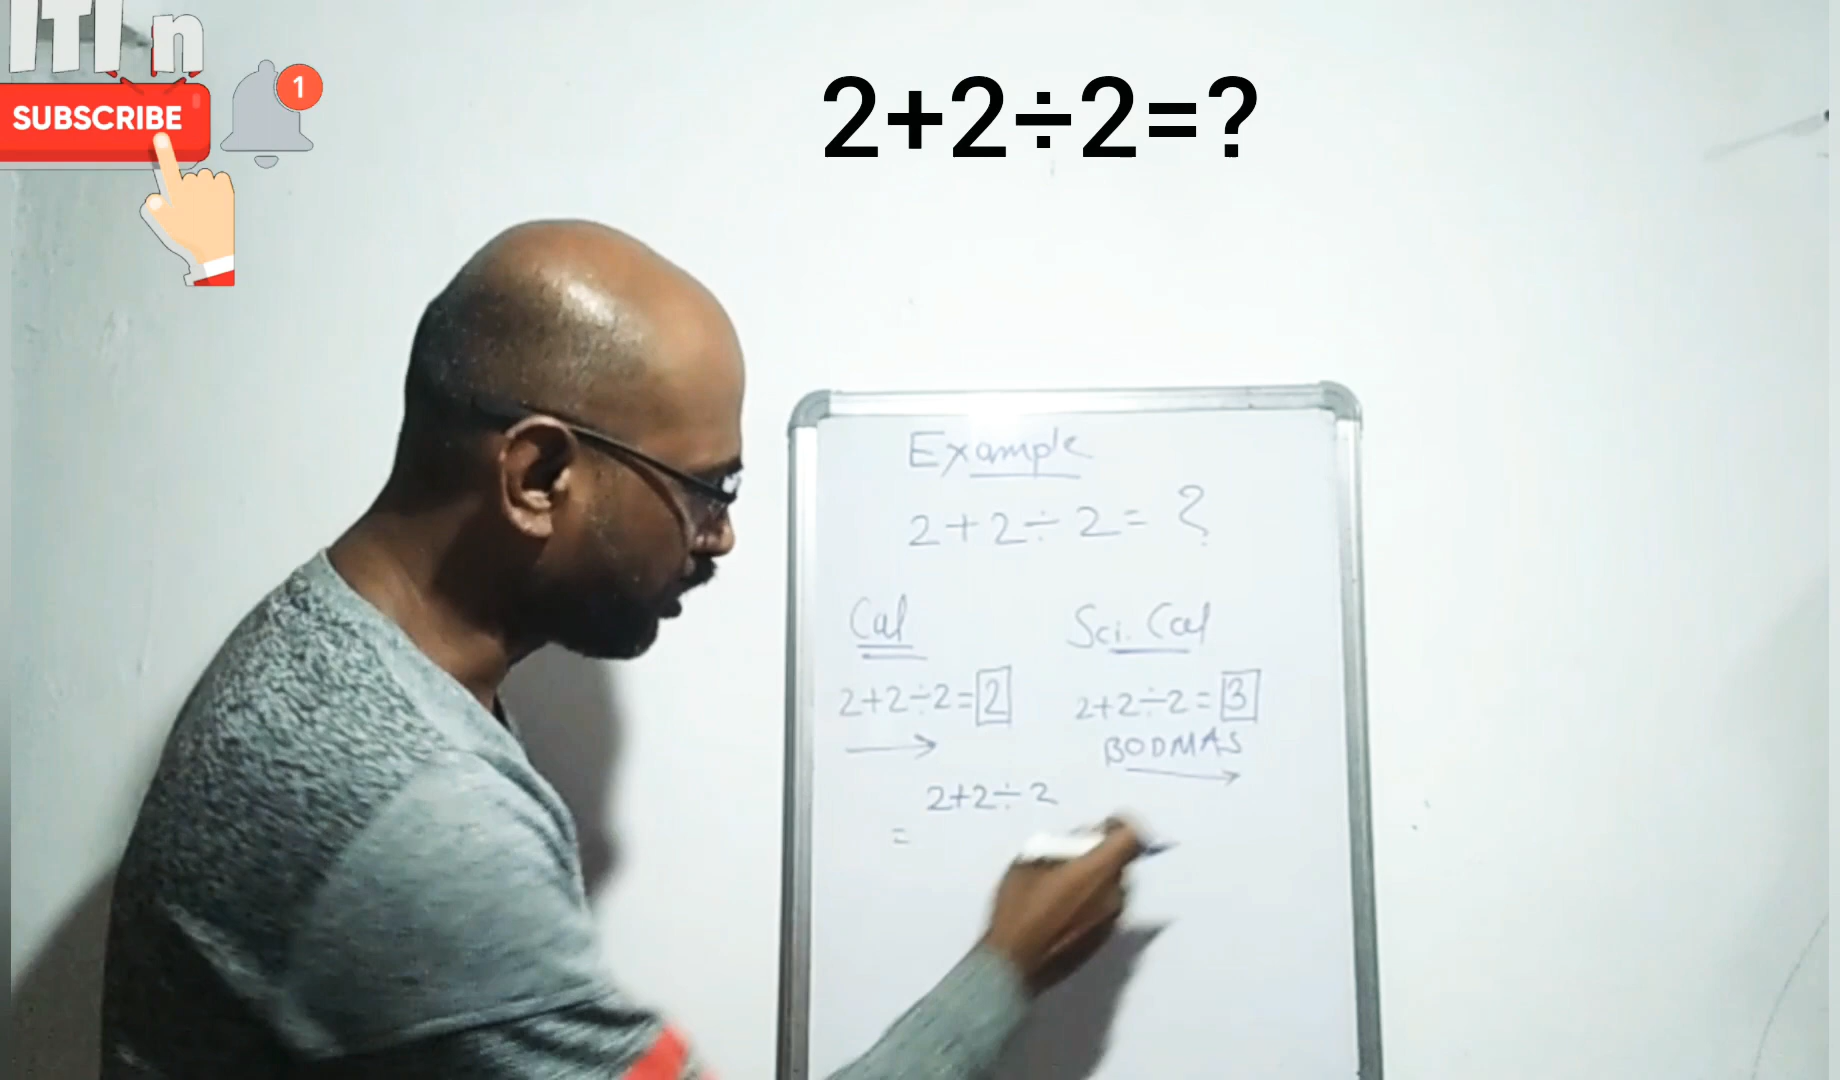 ITI n
SUBSCRIBE
1
2+2÷2=?
Example
2+2÷2= ?
Cal
Sci. Cal
2+2÷2=2
2+2÷2=3
BODMAS
2+2÷2
=